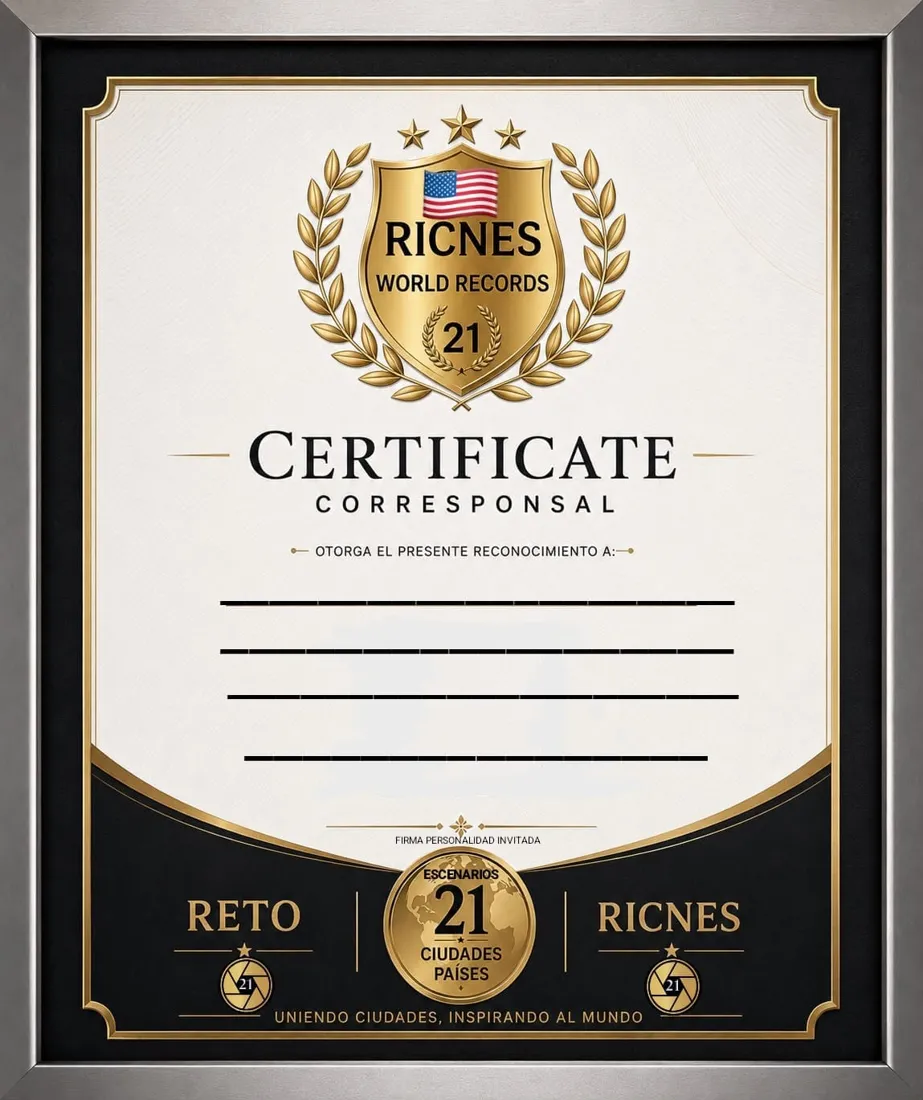 RICNES
WORLD RECORDS
21
CERTIFICATE
CORRESPONSAL
OTORGA EL PRESENTE RECONOCIMIENTO A:
FIRMA PERSONALIDAD INVITADA
ESCENARIOS
21
CIUDADES
PAÍSES
RETO
21
RICNES
21
UNIENDO CIUDADES, INSPIRANDO AL MUNDO